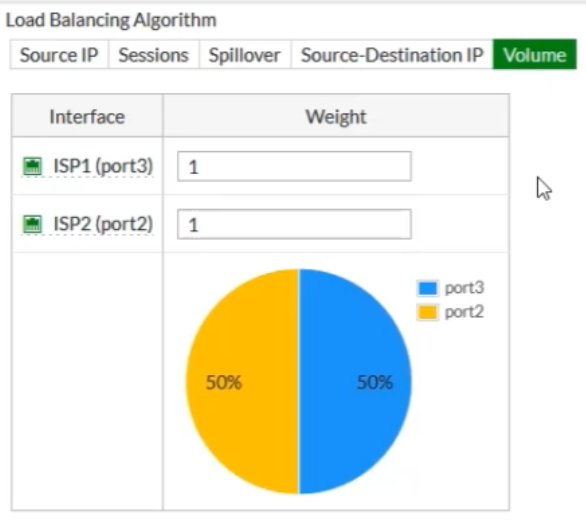 Load Balancing Algorithm
Source IP Sessions Spillover Source-Destination IP Volume
Interface Weight
ISP1 (port3) 1
ISP2 (port2) 1
port3
port2
50% 50%